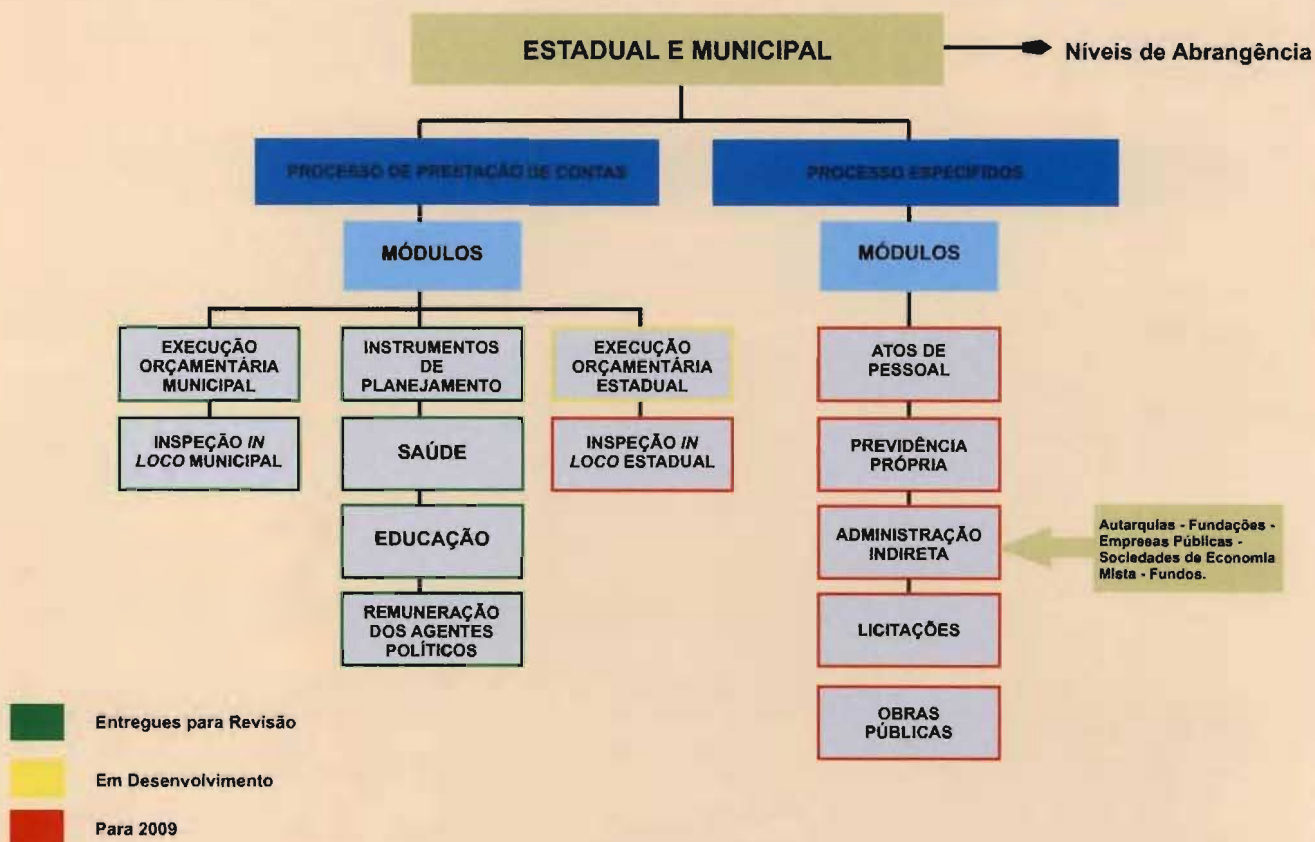 ESTADUAL E MUNICIPAL
Níveis de Abrangência
PROCESSO DE PRESTAÇÃO DE CONTAS
PROCESSO ESPECÍFIDOS
MÓDULOS
MÓDULOS
EXECUÇÃO
ORÇAMENTÁRIA
MUNICIPAL
INSPEÇÃO IN
LOCO MUNICIPAL
INSTRUMENTOS
DE
PLANEJAMENTO
SAÚDE
EDUCAÇÃO
REMUNERAÇÃO
DOS AGENTES
POLÍTICOS
EXECUÇÃO
ORÇAMENTÁRIA
ESTADUAL
INSPEÇÃO IN
LOCO ESTADUAL
ATOS DE
PESSOAL
PREVIDÊNCIA
PRÓPRIA
ADMINISTRAÇÃO
INDIRETA
LICITAÇÕES
OBRAS
PÚBLICAS
Autarquias - Fundações -
Empresas Públicas -
Sociedades de Economia
Mista - Fundos.
Entregues para Revisão
Em Desenvolvimento
Para 2009